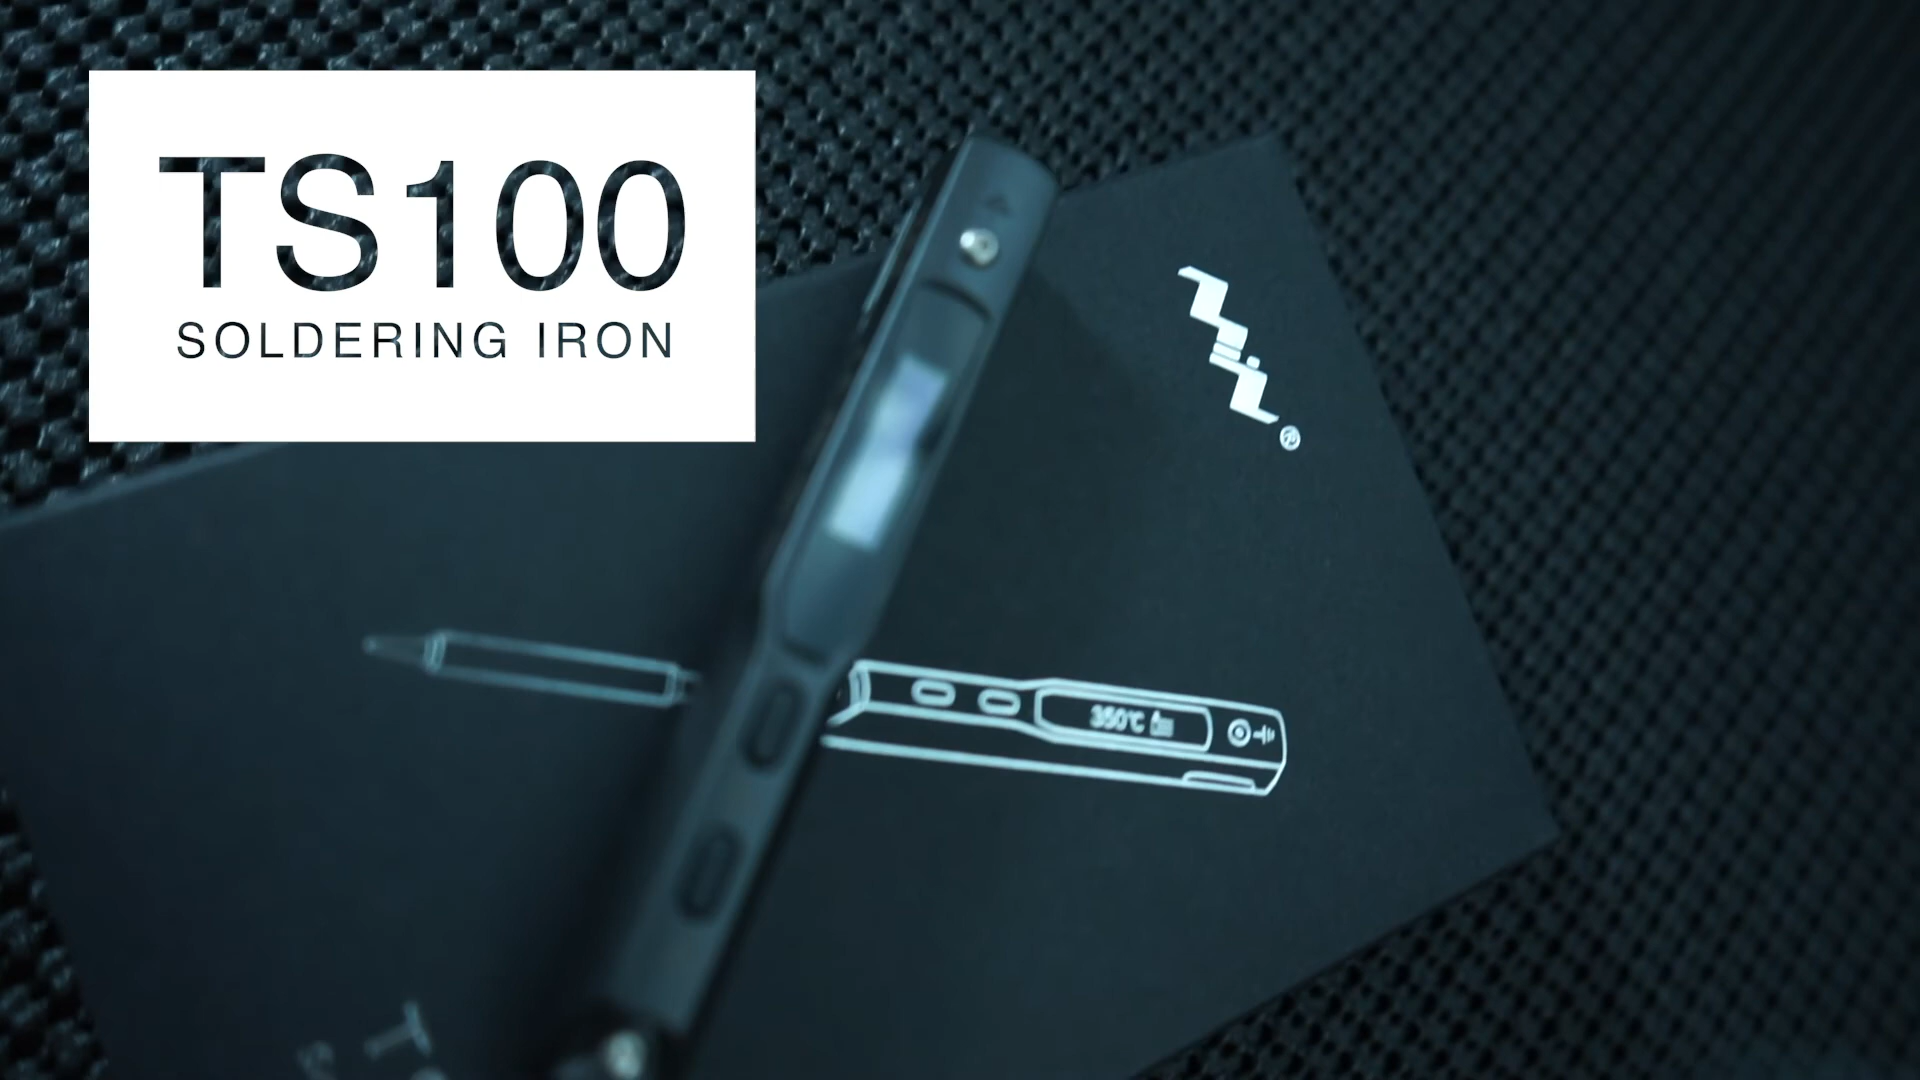 TS100
SOLDERING IRON
350℃
®